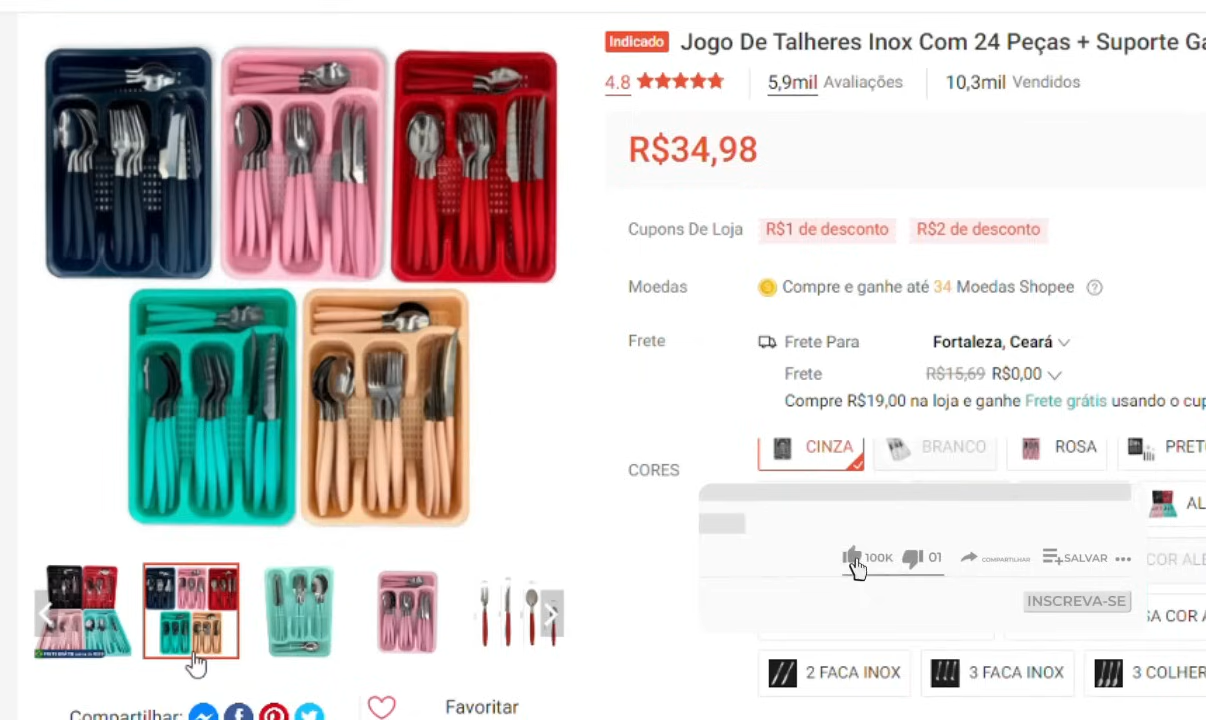 Indicado Jogo De Talheres Inox Com 24 Peças + Suporte Ga
4.8 5,9mil Avaliações 10,3mil Vendidos
R$34,98
Cupons De Loja R$1 de desconto R$2 de desconto
Moedas Compre e ganhe até 34 Moedas Shopee ?
Frete Frete Para Fortaleza, Ceará
Frete R$15,69 R$0,00
Compre R$19,00 na loja e ganhe Frete grátis usando o cup
CORES CINZA BRANCO ROSA PRET
AL
100K 01 COMPARTILHAR SALVAR COR ALE
INSCREVA-SE SA COR A
2 FACA INOX 3 FACA INOX 3 COLHER
Compartilhar: Favoritar